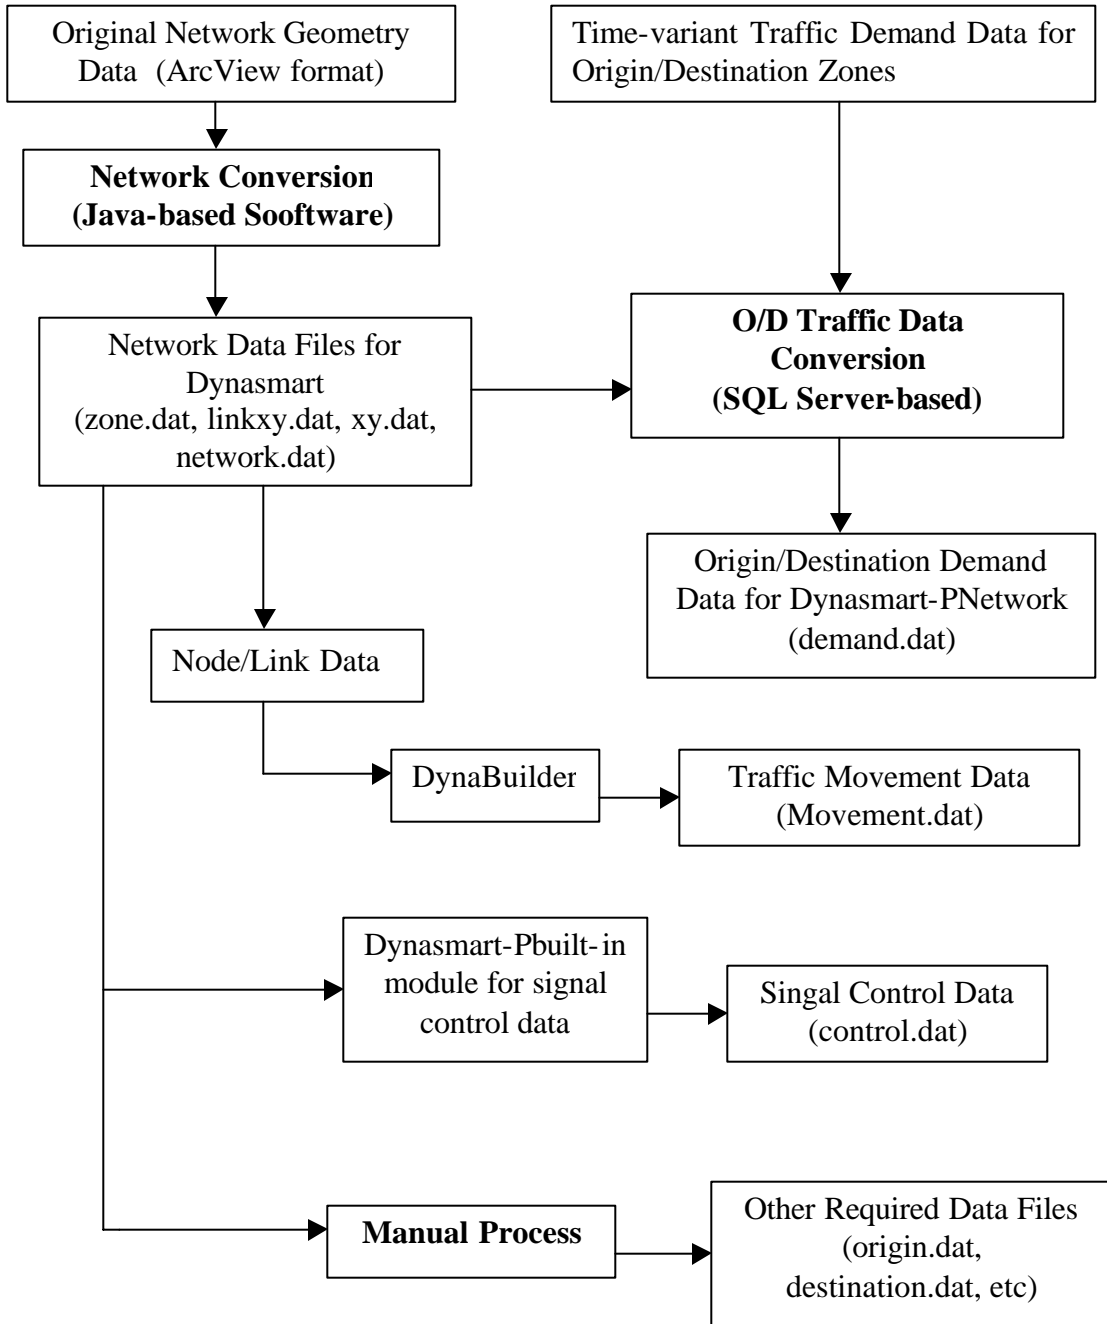 Original Network Geometry
Data (ArcView format)
Time-variant Traffic Demand Data for
Origin/Destination Zones
Network Conversion
(Java-based Sooftware)
Network Data Files for
Dynasmart
(zone.dat, linkxy.dat, xy.dat,
network.dat)
O/D Traffic Data
Conversion
(SQL Server-based)
Origin/Destination Demand
Data for Dynasmart-PNetwork
(demand.dat)
Node/Link Data
DynaBuilder
Traffic Movement Data
(Movement.dat)
Dynasmart-Pbuilt-in
module for signal
control data
Singal Control Data
(control.dat)
Manual Process
Other Required Data Files
(origin.dat,
destination.dat, etc)